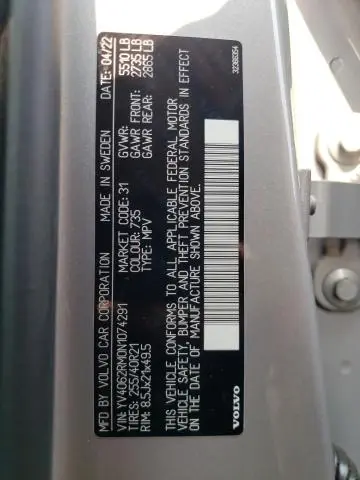 MFD BY VOLVO CAR CORPORATION MADE IN SWEDEN DATE: 04/22
VIN: YV4062RM0N1074291 GVWR: 5510 LB
TIRES: 255/40R21 MARKET CODE: 31 GAWR FRONT: 2735 LB
RIM: 8.5Jx21x49.5 COLOUR: 735 GAWR REAR: 2865 LB
TYPE: MPV
THIS VEHICLE CONFORMS TO ALL APPLICABLE FEDERAL MOTOR
VEHICLE SAFETY, BUMPER AND THEFT PREVENTION STANDARDS IN EFFECT
ON THE DATE OF MANUFACTURE SHOWN ABOVE.
VOLVO
32366354